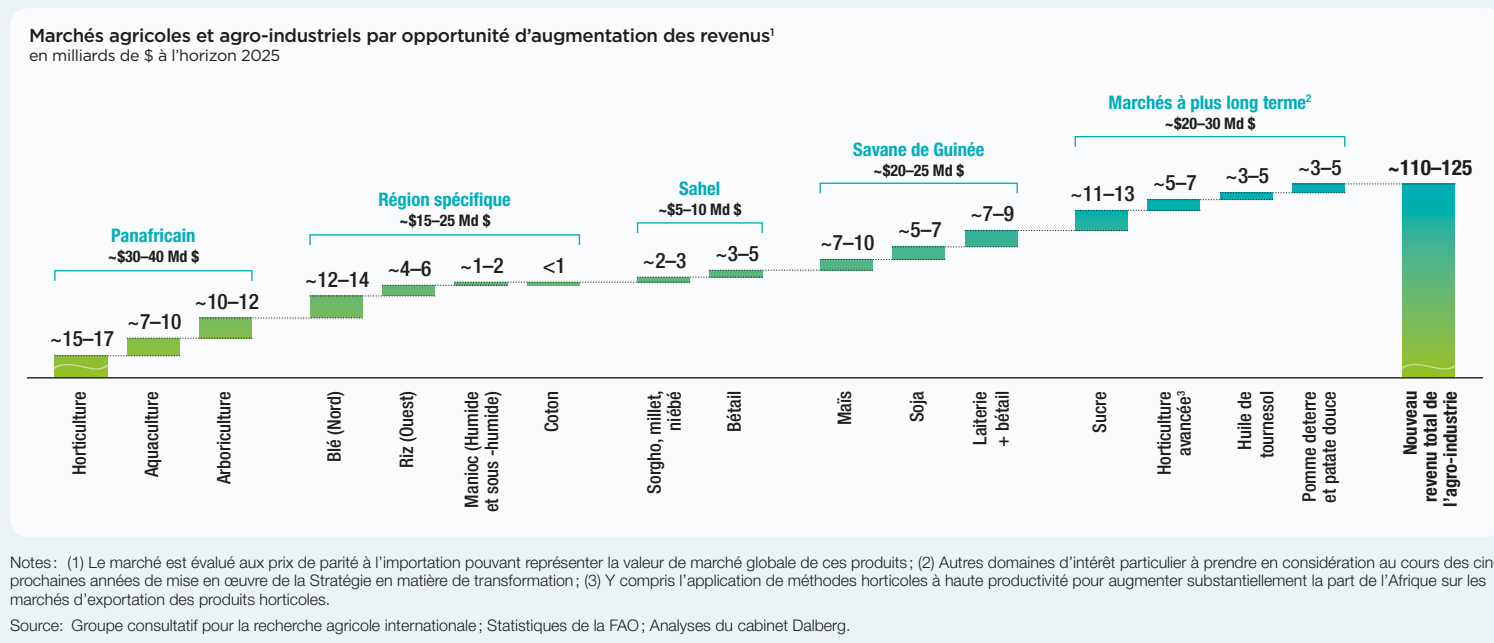 Marchés agricoles et agro-industriels par opportunité d'augmentation des revenus¹
en milliards de $ à l'horizon 2025
Marchés à plus long terme²
~$20–30 Md $
Savane de Guinée
~$20–25 Md $
Sahel
~$5–10 Md $
Région spécifique
~$15–25 Md $
Panafricain
~$30–40 Md $
~15–17
~7–10
~10–12
~12–14
~4–6
~1–2
<1
~2–3
~3–5
~7–10
~5–7
~7–9
~11–13
~5–7
~3–5
~3–5
~110–125
Horticulture
Aquaculture
Arboriculture
Blé (Nord)
Riz (Ouest)
Manioc (Humide
et sous -humide)
Coton
Sorgho, millet,
niébé
Bétail
Maïs
Soja
Laiterie
+ bétail
Sucre
Horticulture
avancée³
Huile de
tournesol
Pomme deterre
et patate douce
Nouveau
revenu total de
l'agro-industrie
Notes: (1) Le marché est évalué aux prix de parité à l'importation pouvant représenter la valeur de marché globale de ces produits; (2) Autres domaines d'intérêt particulier à prendre en considération au cours des cin
prochaines années de mise en œuvre de la Stratégie en matière de transformation; (3) Y compris l'application de méthodes horticoles à haute productivité pour augmenter substantiellement la part de l'Afrique sur les
marchés d'exportation des produits horticoles.
Source: Groupe consultatif pour la recherche agricole internationale; Statistiques de la FAO; Analyses du cabinet Dalberg.